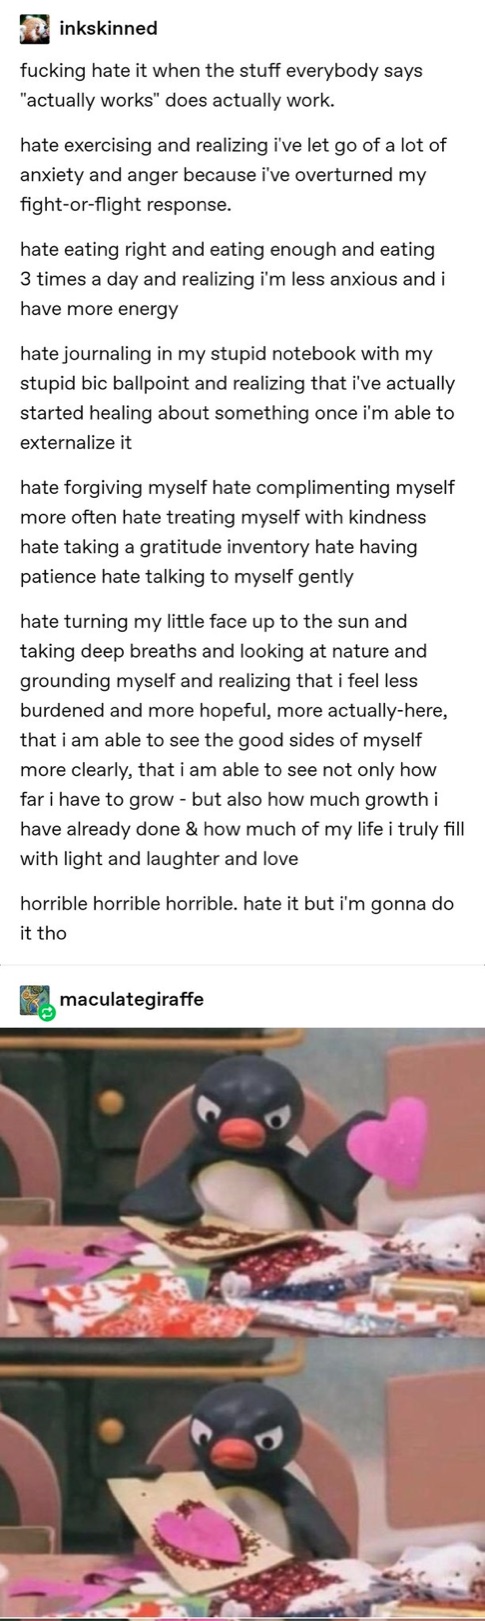 inkskinned
fucking hate it when the stuff everybody says
"actually works" does actually work.
hate exercising and realizing i've let go of a lot of
anxiety and anger because i've overturned my
fight-or-flight response.
hate eating right and eating enough and eating
3 times a day and realizing i'm less anxious and i
have more energy
hate journaling in my stupid notebook with my
stupid bic ballpoint and realizing that i've actually
started healing about something once i'm able to
externalize it
hate forgiving myself hate complimenting myself
more often hate treating myself with kindness
hate taking a gratitude inventory hate having
patience hate talking to myself gently
hate turning my little face up to the sun and
taking deep breaths and looking at nature and
grounding myself and realizing that i feel less
burdened and more hopeful, more actually-here,
that i am able to see the good sides of myself
more clearly, that i am able to see not only how
far i have to grow - but also how much growth i
have already done & how much of my life i truly fill
with light and laughter and love
horrible horrible horrible. hate it but i'm gonna do
it tho
maculategiraffe